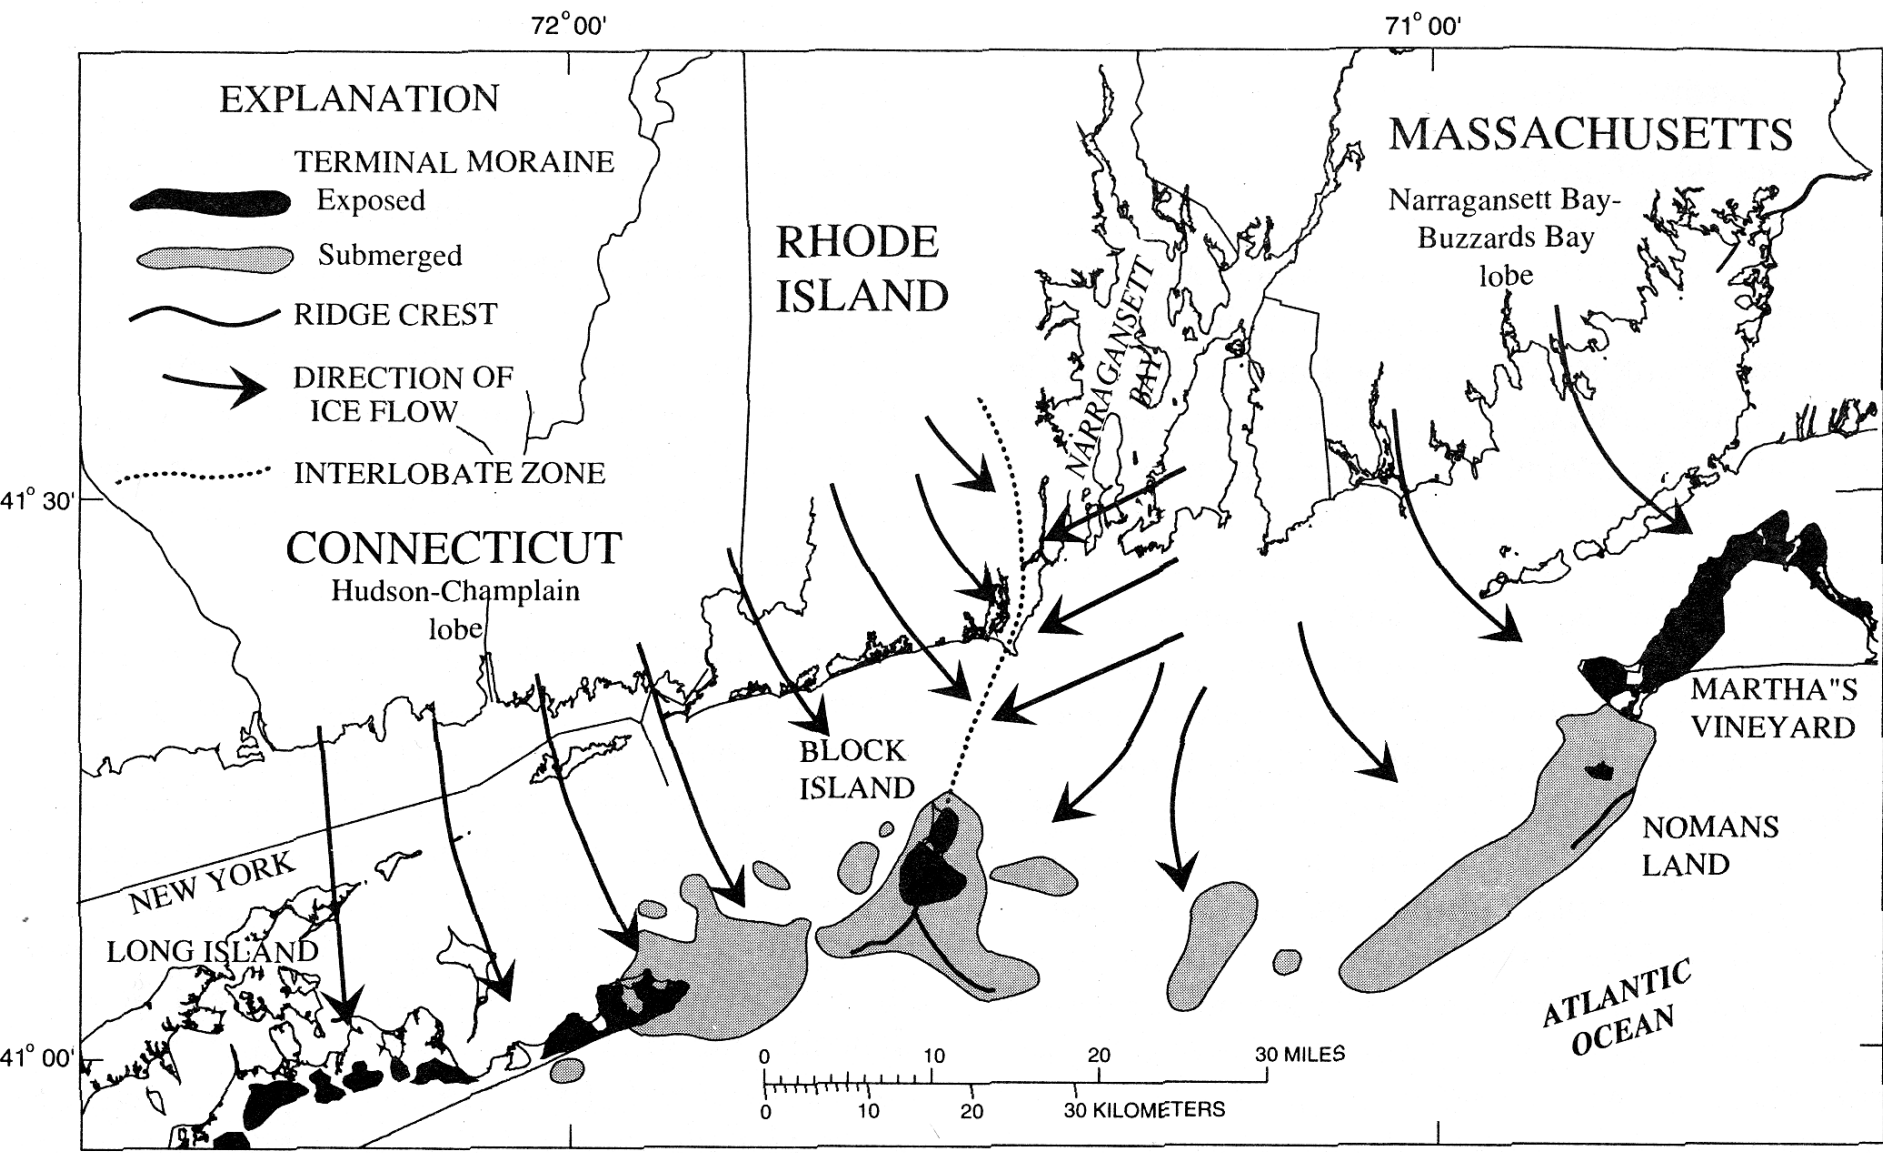 72° 00'
71° 00'
EXPLANATION
TERMINAL MORAINE
Exposed
Submerged
RIDGE CREST
DIRECTION OF
ICE FLOW
INTERLOBATE ZONE
MASSACHUSETTS
Narragansett Bay-
Buzzards Bay
lobe
RHODE
ISLAND
NARRAGANSETT
BAY
41° 30'
CONNECTICUT
Hudson-Champlain
lobe
BLOCK
ISLAND
MARTHA"S
VINEYARD
NOMANS
LAND
NEW YORK
LONG ISLAND
ATLANTIC
OCEAN
41° 00'
0 10 20 30 MILES
0 10 20 30 KILOMETERS